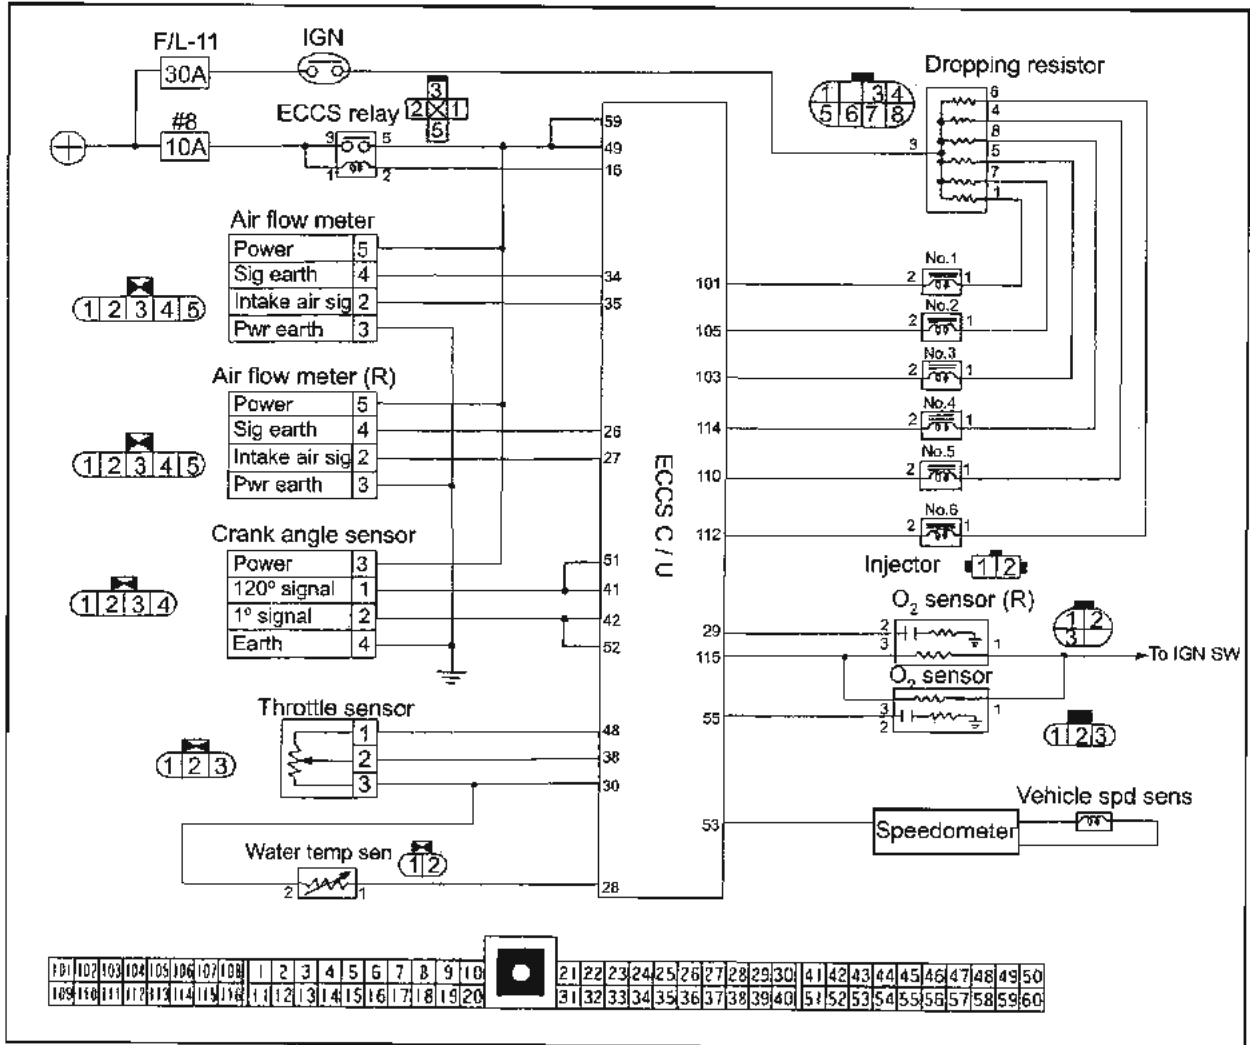 F/L-11
IGN
30A
#8
10A
ECCS relay
3
2 1
5
3 5
1 2
59
49
16
Dropping resistor
1 3 4
5 6 7 8
3
6
4
8
5
7
1
Air flow meter
Power 5
Sig earth 4
Intake air sig 2
Pwr earth 3
1 2 3 4 5
34
35
Air flow meter (R)
Power 5
Sig earth 4
Intake air sig 2
Pwr earth 3
1 2 3 4 5
26
27
Crank angle sensor
Power 3
120º signal 1
1º signal 2
Earth 4
1 2 3 4
51
41
42
52
Throttle sensor
1
2
3
1 2 3
48
38
30
Water temp sen
1 2
2 1
28
ECCS C / U
No.1
101 2 1
No.2
105 2 1
No.3
103 2 1
No.4
114 2 1
No.5
110 2 1
No.6
112 2 1
Injector
1 2
O2 sensor (R)
1 2
3
29 2
115 3 1
To IGN SW
O2 sensor
3 1
55 2
1 2 3
Vehicle spd sens
53
Speedometer
101 102 103 104 105 106 107 108 1 2 3 4 5 6 7 8 9 10 21 22 23 24 25 26 27 28 29 30 41 42 43 44 45 46 47 48 49 50
109 110 111 112 113 114 115 116 11 12 13 14 15 16 17 18 19 20 31 32 33 34 35 36 37 38 39 40 51 52 53 54 55 56 57 58 59 60